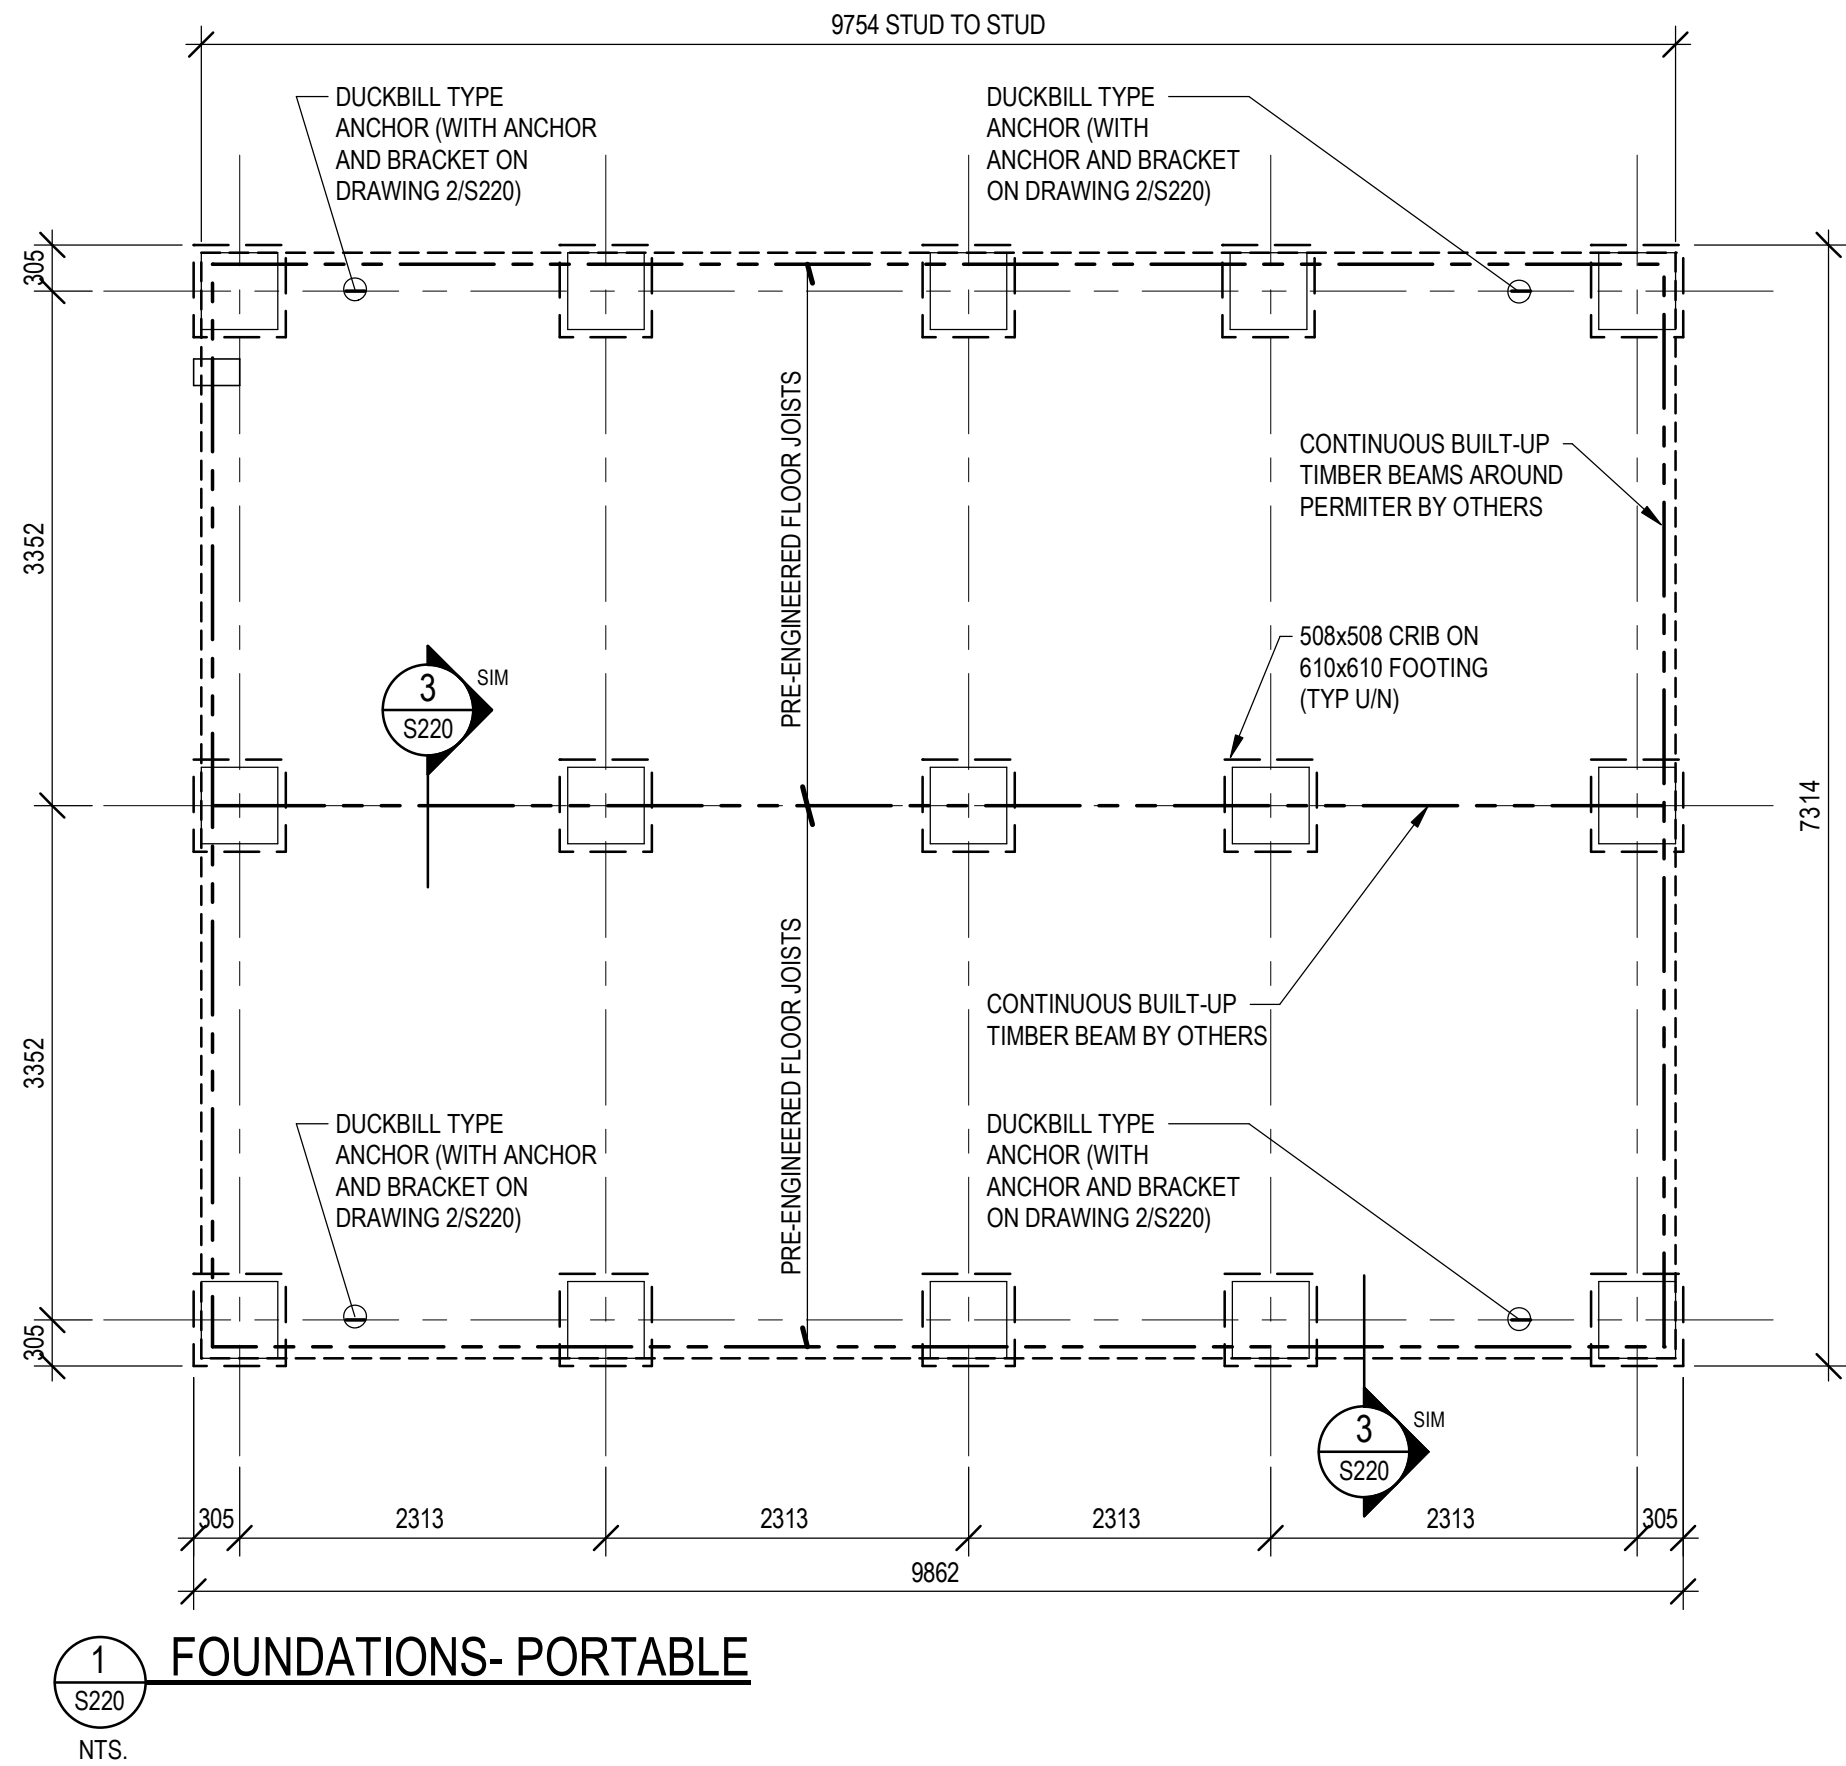 9754 STUD TO STUD
DUCKBILL TYPE
ANCHOR (WITH ANCHOR
AND BRACKET ON
DRAWING 2/S220)
DUCKBILL TYPE
ANCHOR (WITH
ANCHOR AND BRACKET
ON DRAWING 2/S220)
305
3352
3352
305
PRE-ENGINEERED FLOOR JOISTS
CONTINUOUS BUILT-UP
TIMBER BEAMS AROUND
PERMITER BY OTHERS
508x508 CRIB ON
610x610 FOOTING
(TYP U/N)
3
S220
SIM
7314
PRE-ENGINEERED FLOOR JOISTS
CONTINUOUS BUILT-UP
TIMBER BEAM BY OTHERS
DUCKBILL TYPE
ANCHOR (WITH ANCHOR
AND BRACKET ON
DRAWING 2/S220)
DUCKBILL TYPE
ANCHOR (WITH
ANCHOR AND BRACKET
ON DRAWING 2/S220)
3
S220
SIM
305
2313
2313
2313
2313
305
9862
1
S220
FOUNDATIONS- PORTABLE
NTS.